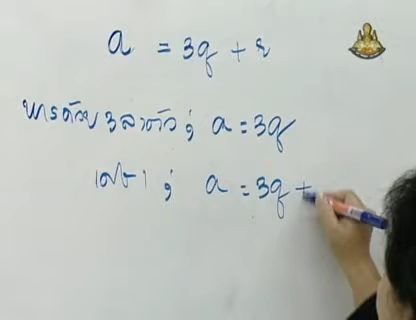 a = 3q + r
หารด้วย 3 ลงตัว ; a = 3q
เศษ 1 ; a = 3q +